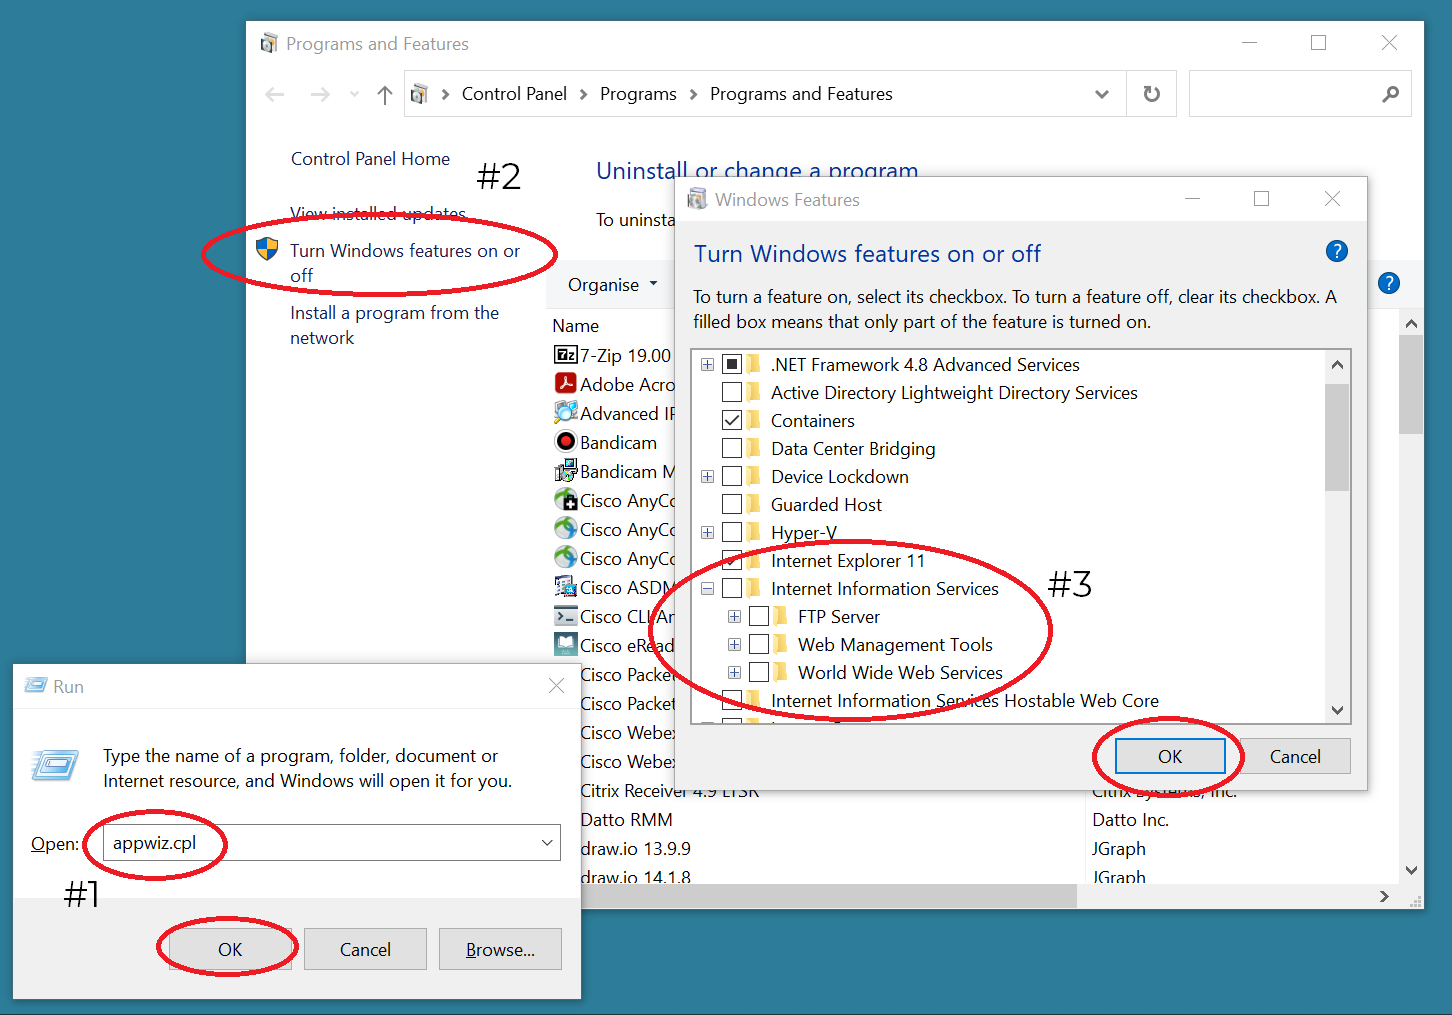 Programs and Features
Control Panel
Programs
Programs and Features
Control Panel Home
#2
View installed updates
Turn Windows features on or
off
Install a program from the
network
Uninstall or change a program
To uninsta
Organise
Name
7-Zip 19.00
Adobe Acro
Advanced IP
Bandicam
Bandicam M
Cisco AnyCo
Cisco AnyCo
Cisco AnyCo
Cisco ASDM
Cisco CLI An
Cisco eRead
Cisco Packet
Cisco Packet
Cisco Webex
Cisco Webex
Citrix Receiver 4.9 LTSR
Citrix Systems, Inc.
Datto RMM
Datto Inc.
draw.io 13.9.9
JGraph
draw.io 14.1.8
JGraph
Windows Features
Turn Windows features on or off
?
?
To turn a feature on, select its checkbox. To turn a feature off, clear its checkbox. A
filled box means that only part of the feature is turned on.
.NET Framework 4.8 Advanced Services
Active Directory Lightweight Directory Services
Containers
Data Center Bridging
Device Lockdown
Guarded Host
Hyper-V
Internet Explorer 11
Internet Information Services
#3
FTP Server
Web Management Tools
World Wide Web Services
Internet Information Services Hostable Web Core
OK
Cancel
Run
Type the name of a program, folder, document or
Internet resource, and Windows will open it for you.
Open:
appwiz.cpl
#1
OK
Cancel
Browse...